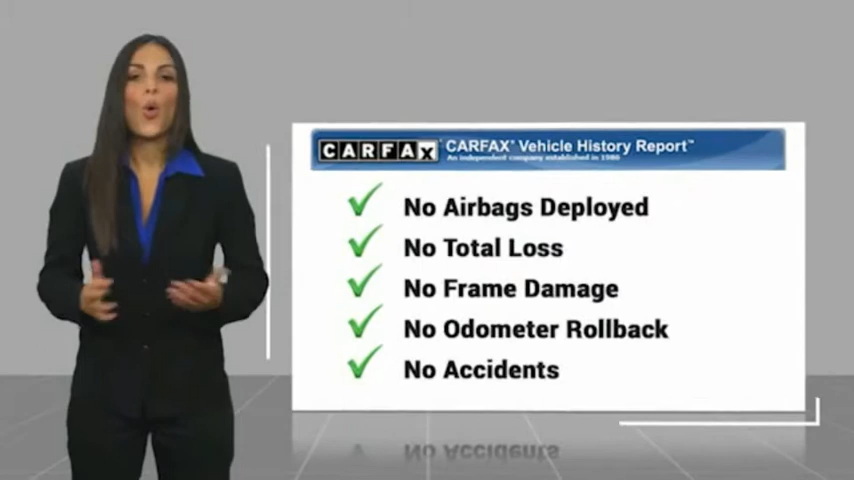 CARFAX CARFAX® Vehicle History Report™
An independent company established in 1986
No Airbags Deployed
No Total Loss
No Frame Damage
No Odometer Rollback
No Accidents